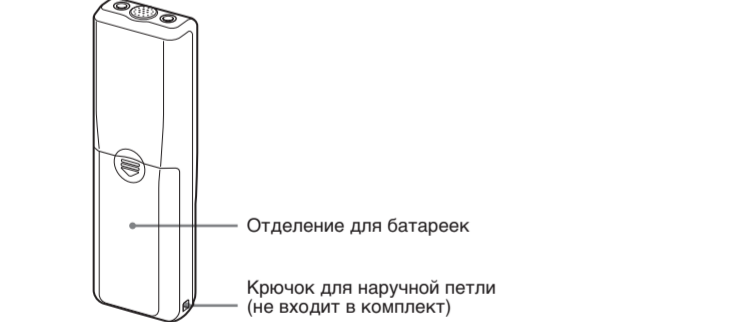 Отделение для батареек
Крючок для наручной петли
(не входит в комплект)